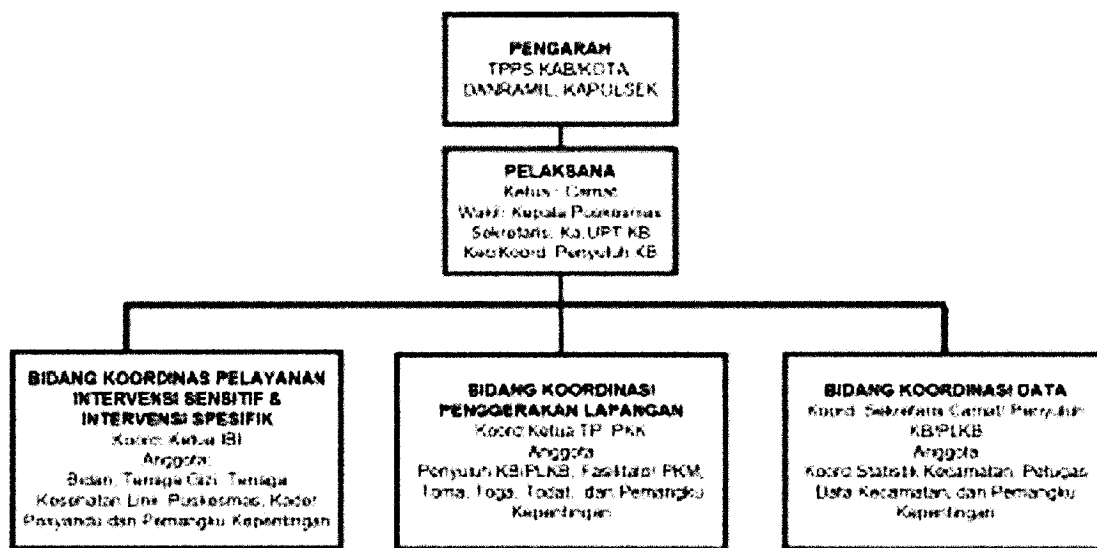 PENGARAH
TPPS KAB/KOTA
DANRAMIL, KAPOLSEK
PELAKSANA
Ketua : Camat
Wakil: Kepala Puskesmas
Sekretaris: Ka.UPT KB
Kec/Koord. Penyuluh KB
BIDANG KOORDINAS PELAYANAN
INTERVENSI SENSITIF &
INTERVENSI SPESIFIK
Koord: Ketua IBI
Anggota:
Bidan, Tenaga Gizi, Tenaga
Kesehatan Link. Puskesmas, Kader
Posyandu dan Pemangku Kepentingan
BIDANG KOORDINASI
PENGGERAKAN LAPANGAN
Koord: Ketua TP. PKK
Anggota
Penyuluh KB/PLKB, Fasilitator PKM,
Toma, Toga, Todat, dan Pemangku
Kepentingan
BIDANG KOORDINASI DATA
Koord: Sekretaris Camat/ Penyuluh
KB/PLKB
Anggota
Koord Statistik Kecamatan, Petugas
Data Kecamatan, dan Pemangku
Kepentingan